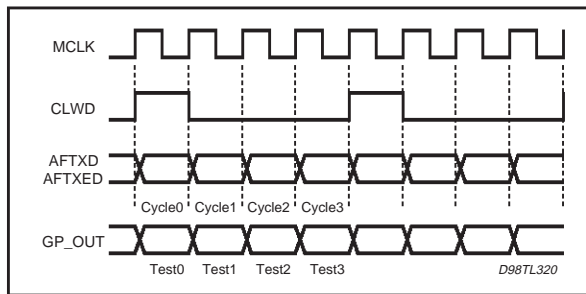 MCLK
CLWD
AFTXD
AFTXED
Cycle0 Cycle1 Cycle2 Cycle3
GP_OUT
Test0 Test1 Test2 Test3 D98TL320